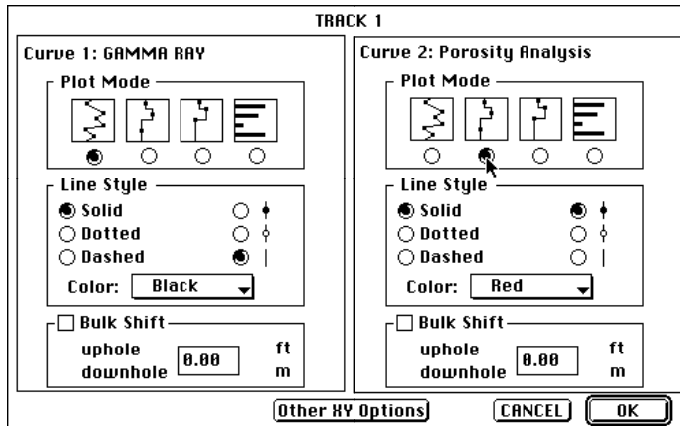 TRACK 1
Curve 1: GAMMA RAY
Plot Mode
Line Style
Solid
Dotted
Dashed
Color: Black
Bulk Shift
uphole
downhole
0.00
ft
m
Curve 2: Porosity Analysis
Plot Mode
Line Style
Solid
Dotted
Dashed
Color: Red
Bulk Shift
uphole
downhole
0.00
ft
m
Other XY Options
CANCEL
OK